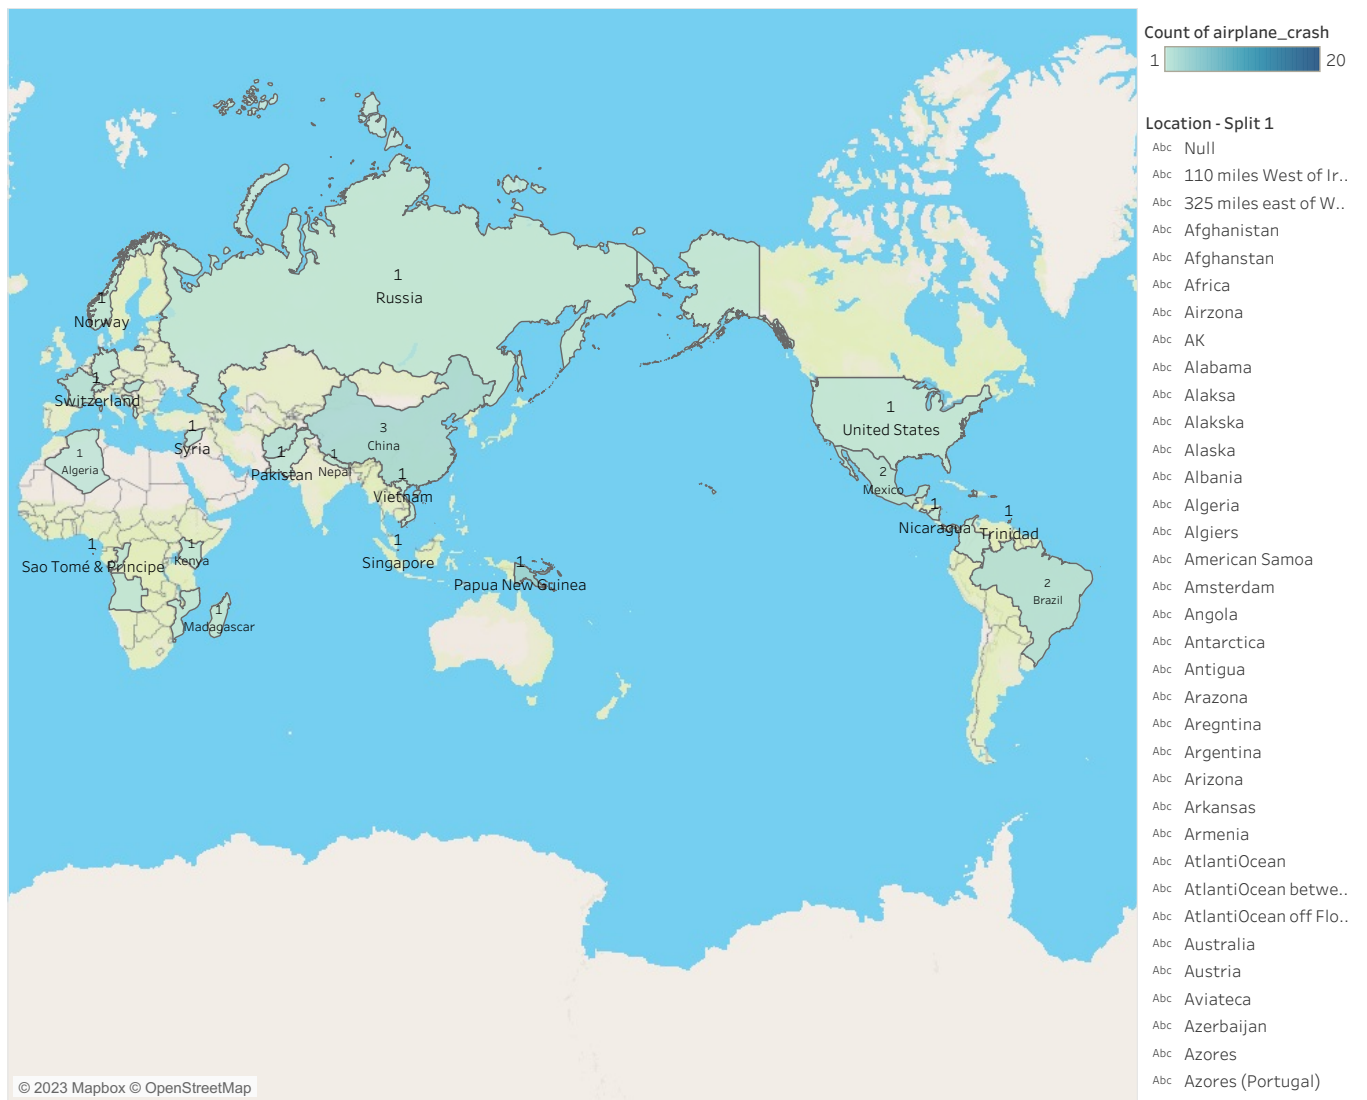 Count of airplane_crash
1 20
Location - Split 1
Abc Null
Abc 110 miles West of Ir..
Abc 325 miles east of W..
Abc Afghanistan
Abc Afghanstan
Abc Africa
Abc Airzona
Abc AK
Abc Alabama
Abc Alaksa
Abc Alakska
Abc Alaska
Abc Albania
Abc Algeria
Abc Algiers
Abc American Samoa
Abc Amsterdam
Abc Angola
Abc Antarctica
Abc Antigua
Abc Arazona
Abc Aregntina
Abc Argentina
Abc Arizona
Abc Arkansas
Abc Armenia
Abc AtlantiOcean
Abc AtlantiOcean betwe..
Abc AtlantiOcean off Flo..
Abc Australia
Abc Austria
Abc Aviateca
Abc Azerbaijan
Abc Azores
Abc Azores (Portugal)
1
Russia
1
Norway
1
Switzerland
1
United States
3
China
1
Syria
1
Algeria
1
Pakistan
1
Nepal
1
Vietnam
2
Mexico
1
Nicaragua
1
Trinidad
1
Sao Tomé & Principe
1
Kenya
1
Singapore
1
Papua New Guinea
2
Brazil
1
Madagascar
© 2023 Mapbox © OpenStreetMap